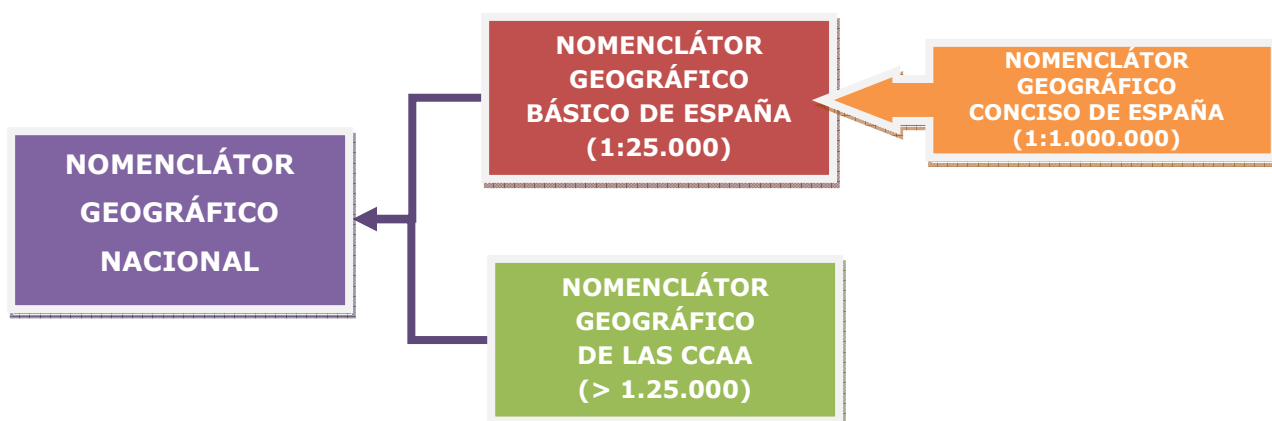 NOMENCLÁTOR
GEOGRÁFICO
NACIONAL
NOMENCLÁTOR
GEOGRÁFICO
BÁSICO DE ESPAÑA
(1:25.000)
NOMENCLÁTOR
GEOGRÁFICO
CONCISO DE ESPAÑA
(1:1.000.000)
NOMENCLÁTOR
GEOGRÁFICO
DE LAS CCAA
(> 1.25.000)